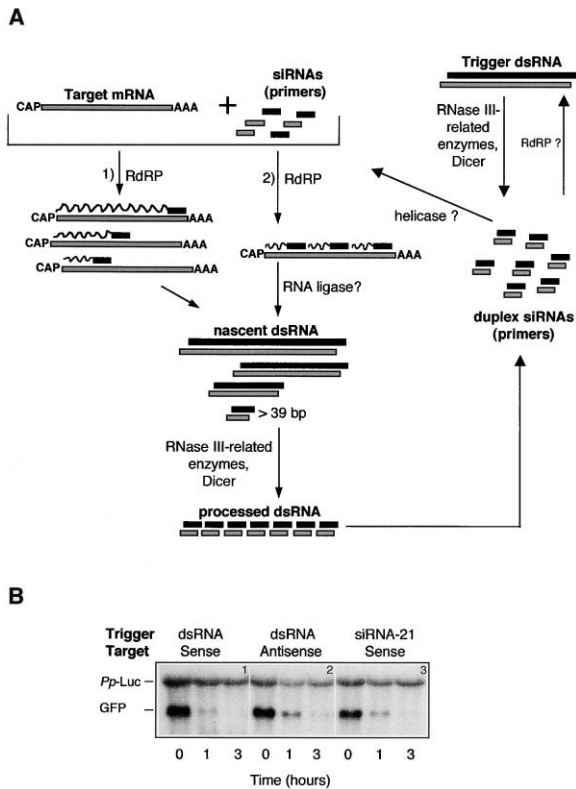 A
Target mRNA
CAP
AAA
+
siRNAs
(primers)
Trigger dsRNA
RNase III-
related
enzymes,
Dicer
RdRP ?
1) RdRP
2) RdRP
helicase ?
CAP
AAA
CAP
AAA
CAP
AAA
CAP
AAA
RNA ligase?
duplex siRNAs
(primers)
nascent dsRNA
> 39 bp
RNase III-related
enzymes,
Dicer
processed dsRNA
B
Trigger dsRNA dsRNA siRNA-21
Target Sense Antisense Sense
1 2 3
Pp-Luc –
GFP –
0 1 3 0 1 3 0 1 3
Time (hours)